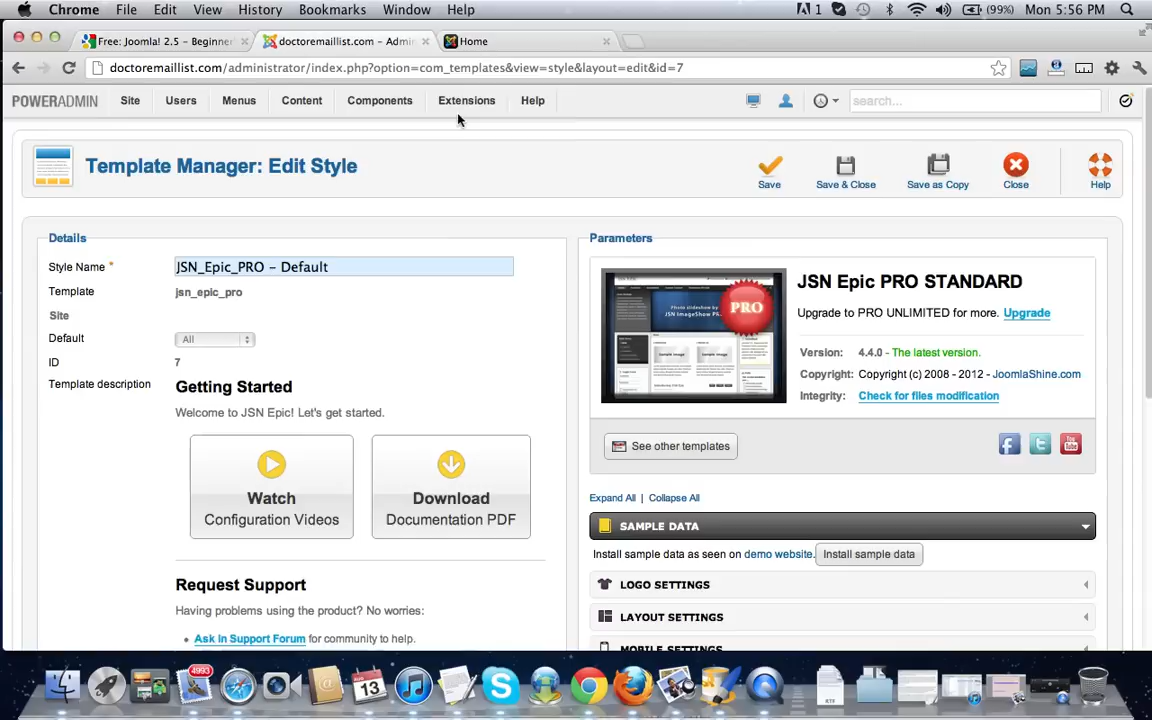 Chrome File Edit View History Bookmarks Window Help 1 (99%) Mon 5:56 PM
Free: Joomla! 2.5 - Beginner doctoremaillist.com - Admi Home
doctoremaillist.com/administrator/index.php?option=com_templates&view=style&layout=edit&id=7
POWERADMIN Site Users Menus Content Components Extensions Help search...
Template Manager: Edit Style
Save Save & Close Save as Copy Close Help
Details
Style Name * JSN_Epic_PRO - Default
Template jsn_epic_pro
Site
Default All
ID 7
Template description Getting Started
Welcome to JSN Epic! Let's get started.
Watch
Configuration Videos
Download
Documentation PDF
Request Support
Having problems using the product? No worries:
Ask in Support Forum for community to help.
Parameters
PRO
JSN Epic PRO STANDARD
Upgrade to PRO UNLIMITED for more. Upgrade
Version: 4.4.0 - The latest version.
Copyright: Copyright (c) 2008 - 2012 - JoomlaShine.com
Integrity: Check for files modification
See other templates
Expand All | Collapse All
SAMPLE DATA
Install sample data as seen on demo website. Install sample data
LOGO SETTINGS
LAYOUT SETTINGS
MOBILE SETTINGS
4993
13